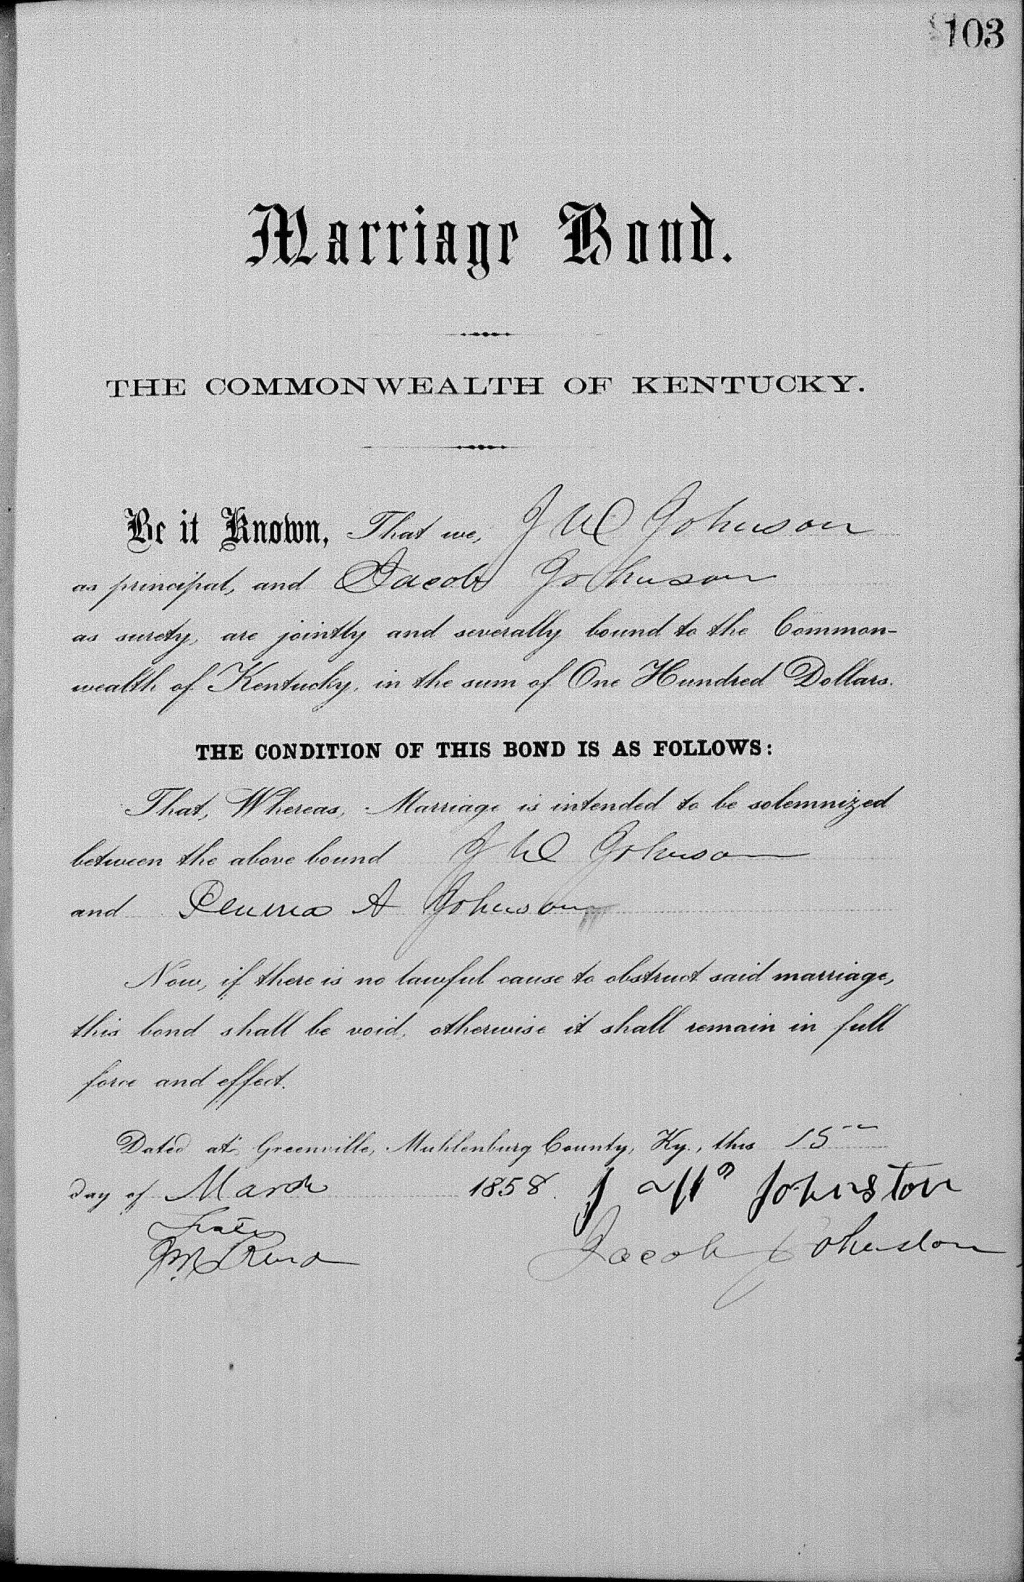 103
Marriage Bond.
THE COMMONWEALTH OF KENTUCKY.
Be it Known, That we, J W Johnson
as principal, and Jacob Johnson
as surety, are jointly and severally bound to the Common-
wealth of Kentucky, in the sum of One Hundred Dollars.
THE CONDITION OF THIS BOND IS AS FOLLOWS:
That, Whereas, Marriage is intended to be solemnized
between the above bound J W Johnson
and A Johnson
Now, if there is no lawful cause to obstruct said marriage,
this bond shall be void, otherwise it shall remain in full
force and effect.
Dated at Greenville, Muhlenburg County, Ky., this 15
day of March 1858. J Johnston
Jacob Johnston